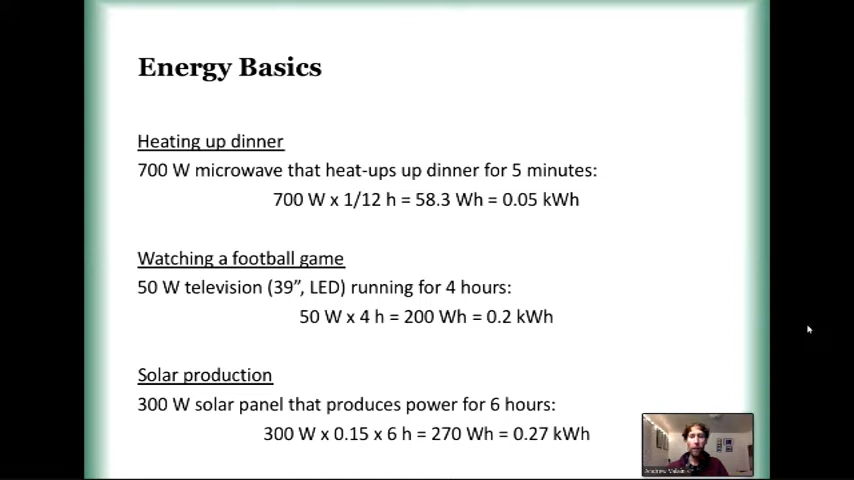 Energy Basics
Heating up dinner
700 W microwave that heat-ups up dinner for 5 minutes:
700 W x 1/12 h = 58.3 Wh = 0.05 kWh
Watching a football game
50 W television (39”, LED) running for 4 hours:
50 W x 4 h = 200 Wh = 0.2 kWh
Solar production
300 W solar panel that produces power for 6 hours:
300 W x 0.15 x 6 h = 270 Wh = 0.27 kWh
Andrew